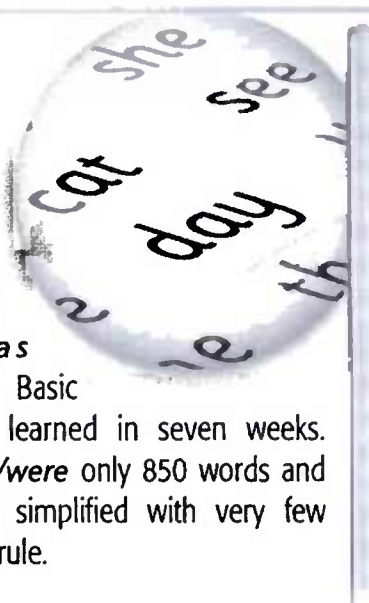 she
see
cat
day
th
as
Basic
learned in seven weeks.
/were only 850 words and
simplified with very few
rule.